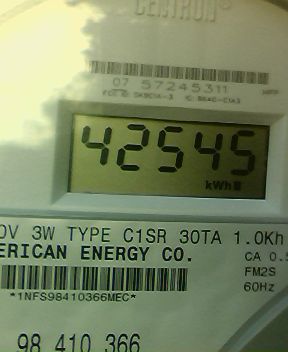 CENTRON®
07 57245311
42545
kWh
0V 3W TYPE C1SR 30TA 1.0Kh
ERICAN ENERGY CO.
CA 0.5
FM2S
*1NFS98410366MEC*
60Hz
98 410 366